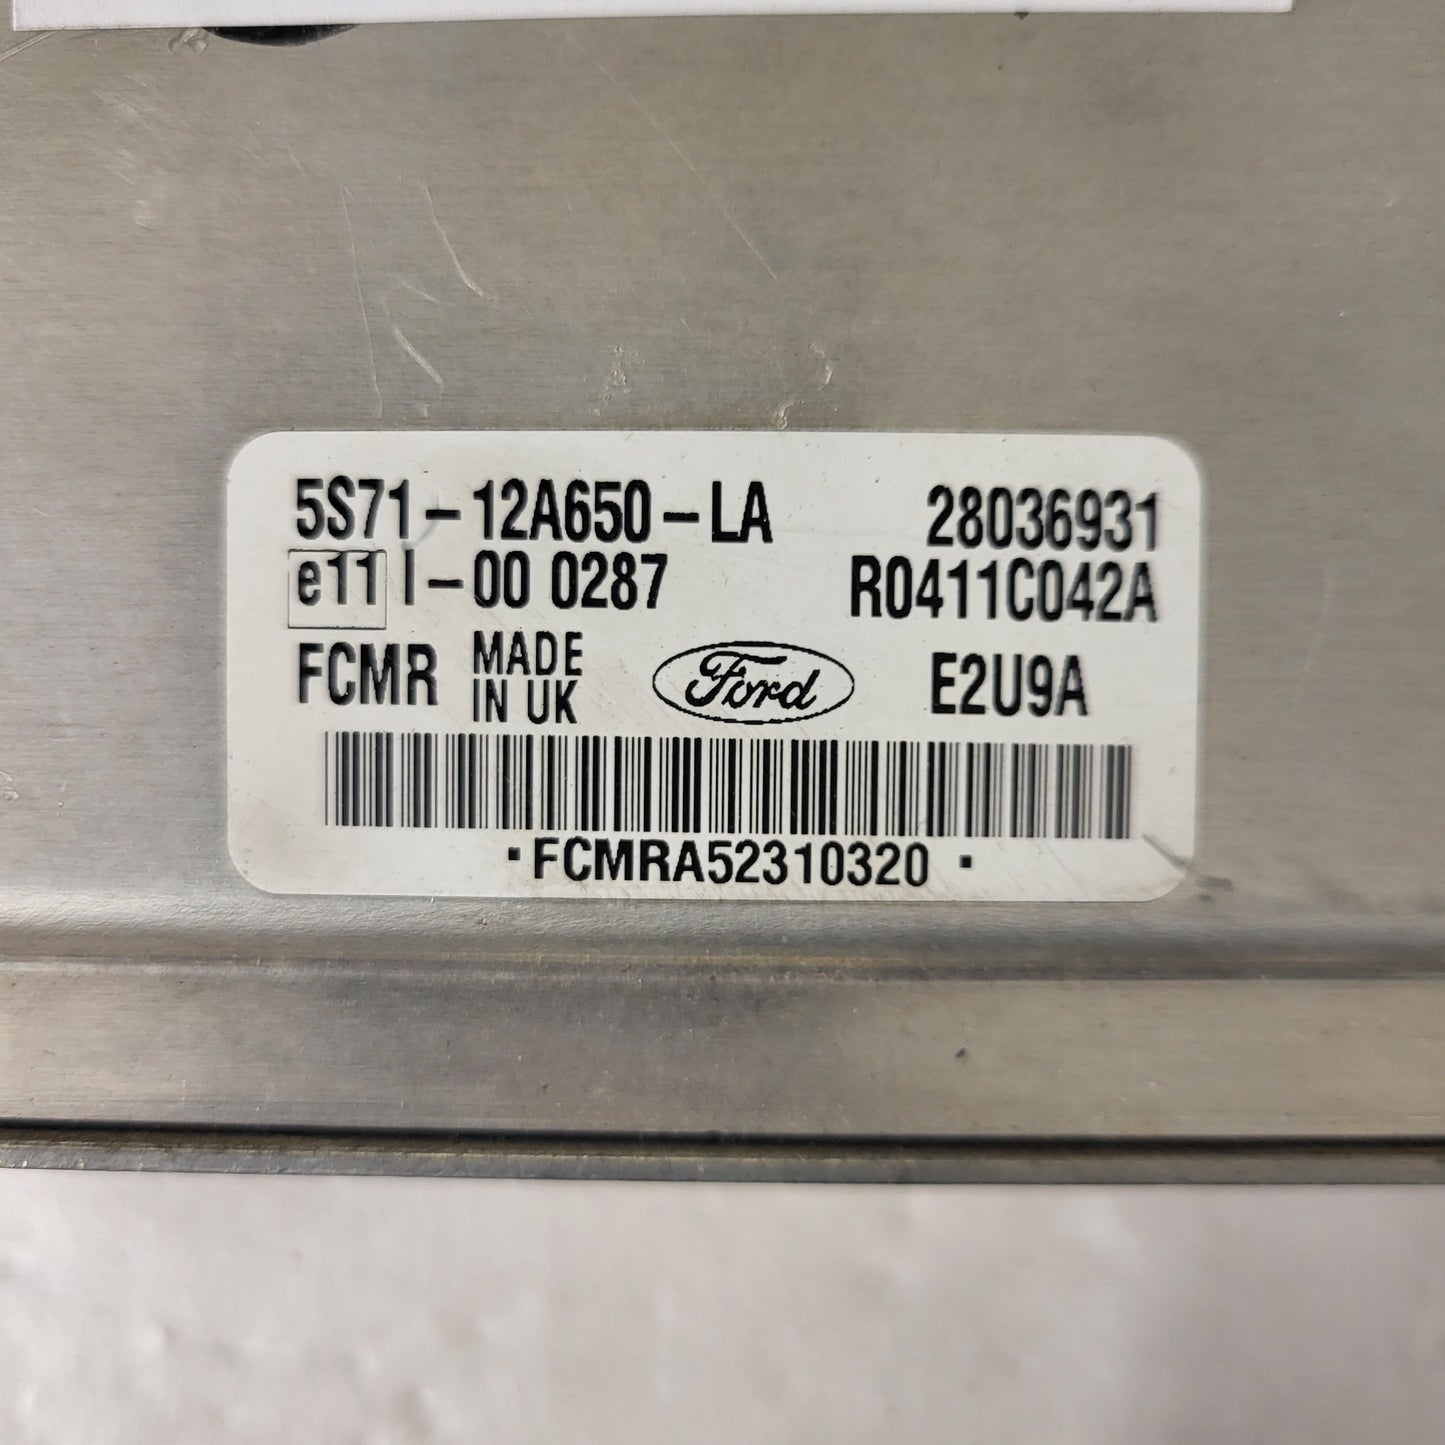 5S71-12A650-LA 28036931
e11 I-00 0287 R0411C042A
FCMR MADE IN UK Ford E2U9A
·FCMRA52310320 ·